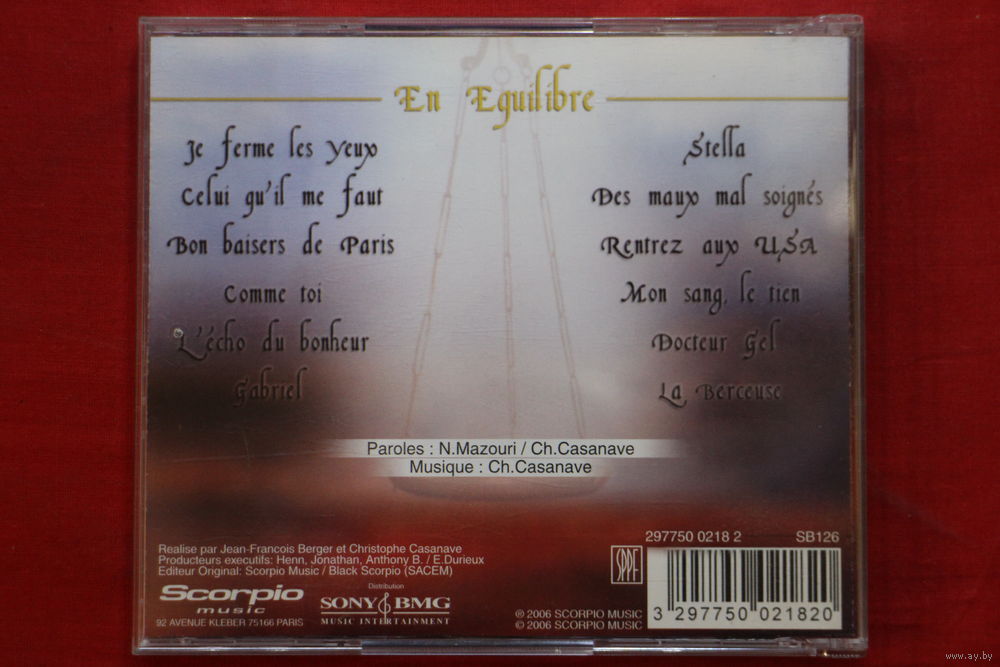 En Equilibre
Je ferme les yeux
Celui qu'il me faut
Bon baisers de Paris
Comme toi
L'écho du bonheur
Gabriel
Stella
Des maux mal soignés
Rentrez aux USA
Mon sang, le tien
Docteur Gel
La Berceuse
Paroles : N.Mazouri / Ch.Casanave
Musique : Ch.Casanave
Realise par Jean-Francois Berger et Christophe Casanave
Producteurs executifs: Henn, Jonathan, Anthony B. / E.Durieux
Editeur Original: Scorpio Music / Black Scorpio (SACEM)
Scorpio
music
92 AVENUE KLEBER 75166 PARIS
Distribution
SONY BMG
MUSIC ENTERTAINMENT
℗ 2006 SCORPIO MUSIC
© 2006 SCORPIO MUSIC
SPPF
297750 0218 2
SB126
3 297750 021820
www.ay.by